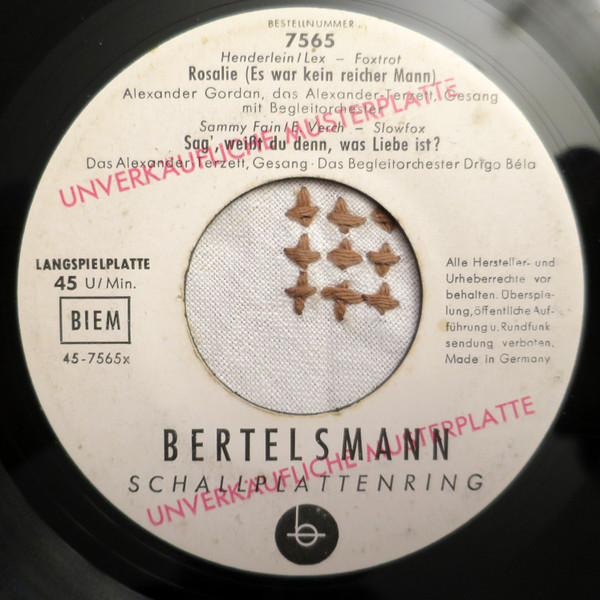 BESTELLNUMMER
7565
Henderlein/Lex – Foxtrot
Rosalie (Es war kein reicher Mann)
Alexander Gordan, das Alexander-Terzett, Gesang
mit Begleitorchester
Sammy Fain/E. Verch – Slowfox
Sag', weißt du denn, was Liebe ist?
Das Alexander Terzett, Gesang · Das Begleitorchester Drigo Béla
UNVERKÄUFLICHE MUSTERPLATTE
LANGSPIELPLATTE
45 U/Min.
BIEM
45-7565x
Alle Hersteller- und
Urheberrechte vor
behalten. Überspie-
lung, öffentliche Auf-
führung u. Rundfunk
sendung verboten.
Made in Germany
BERTELSMANN
SCHALLPLATTENRING
UNVERKÄUFLICHE MUSTERPLATTE
b